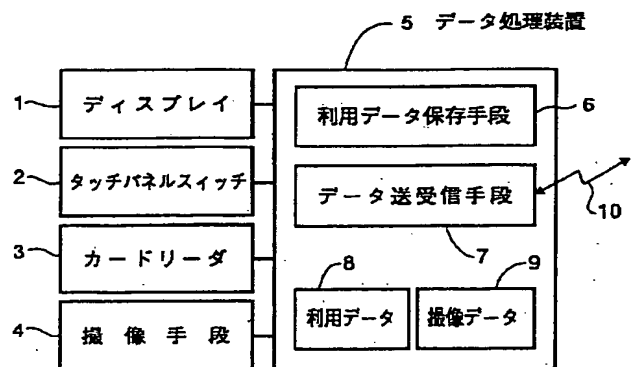 5 データ処理装置
1 ディスプレイ
利用データ保存手段 6
2 タッチパネルスイッチ
データ送受信手段
10
3 カードリーダ
7
8
9
4 撮像手段
利用データ
撮像データ